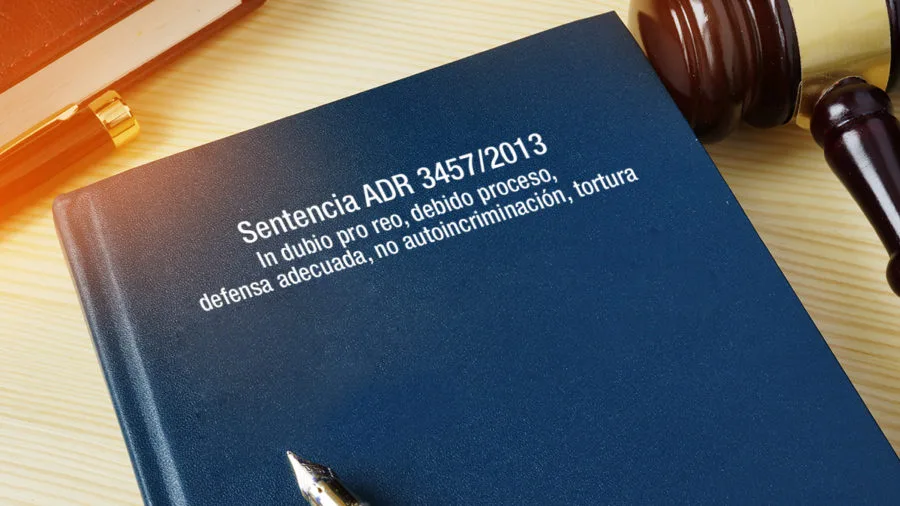 Sentencia ADR 3457/2013
In dubio pro reo, debido proceso,
defensa adecuada, no autoincriminación, tortura